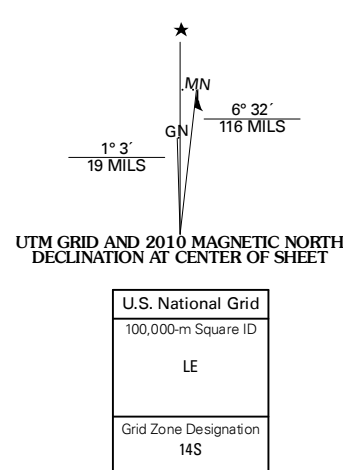 MN
6° 32´
116 MILS
GN
1° 3´
19 MILS
UTM GRID AND 2010 MAGNETIC NORTH
DECLINATION AT CENTER OF SHEET
U.S. National Grid
100,000-m Square ID
LE
Grid Zone Designation
14S